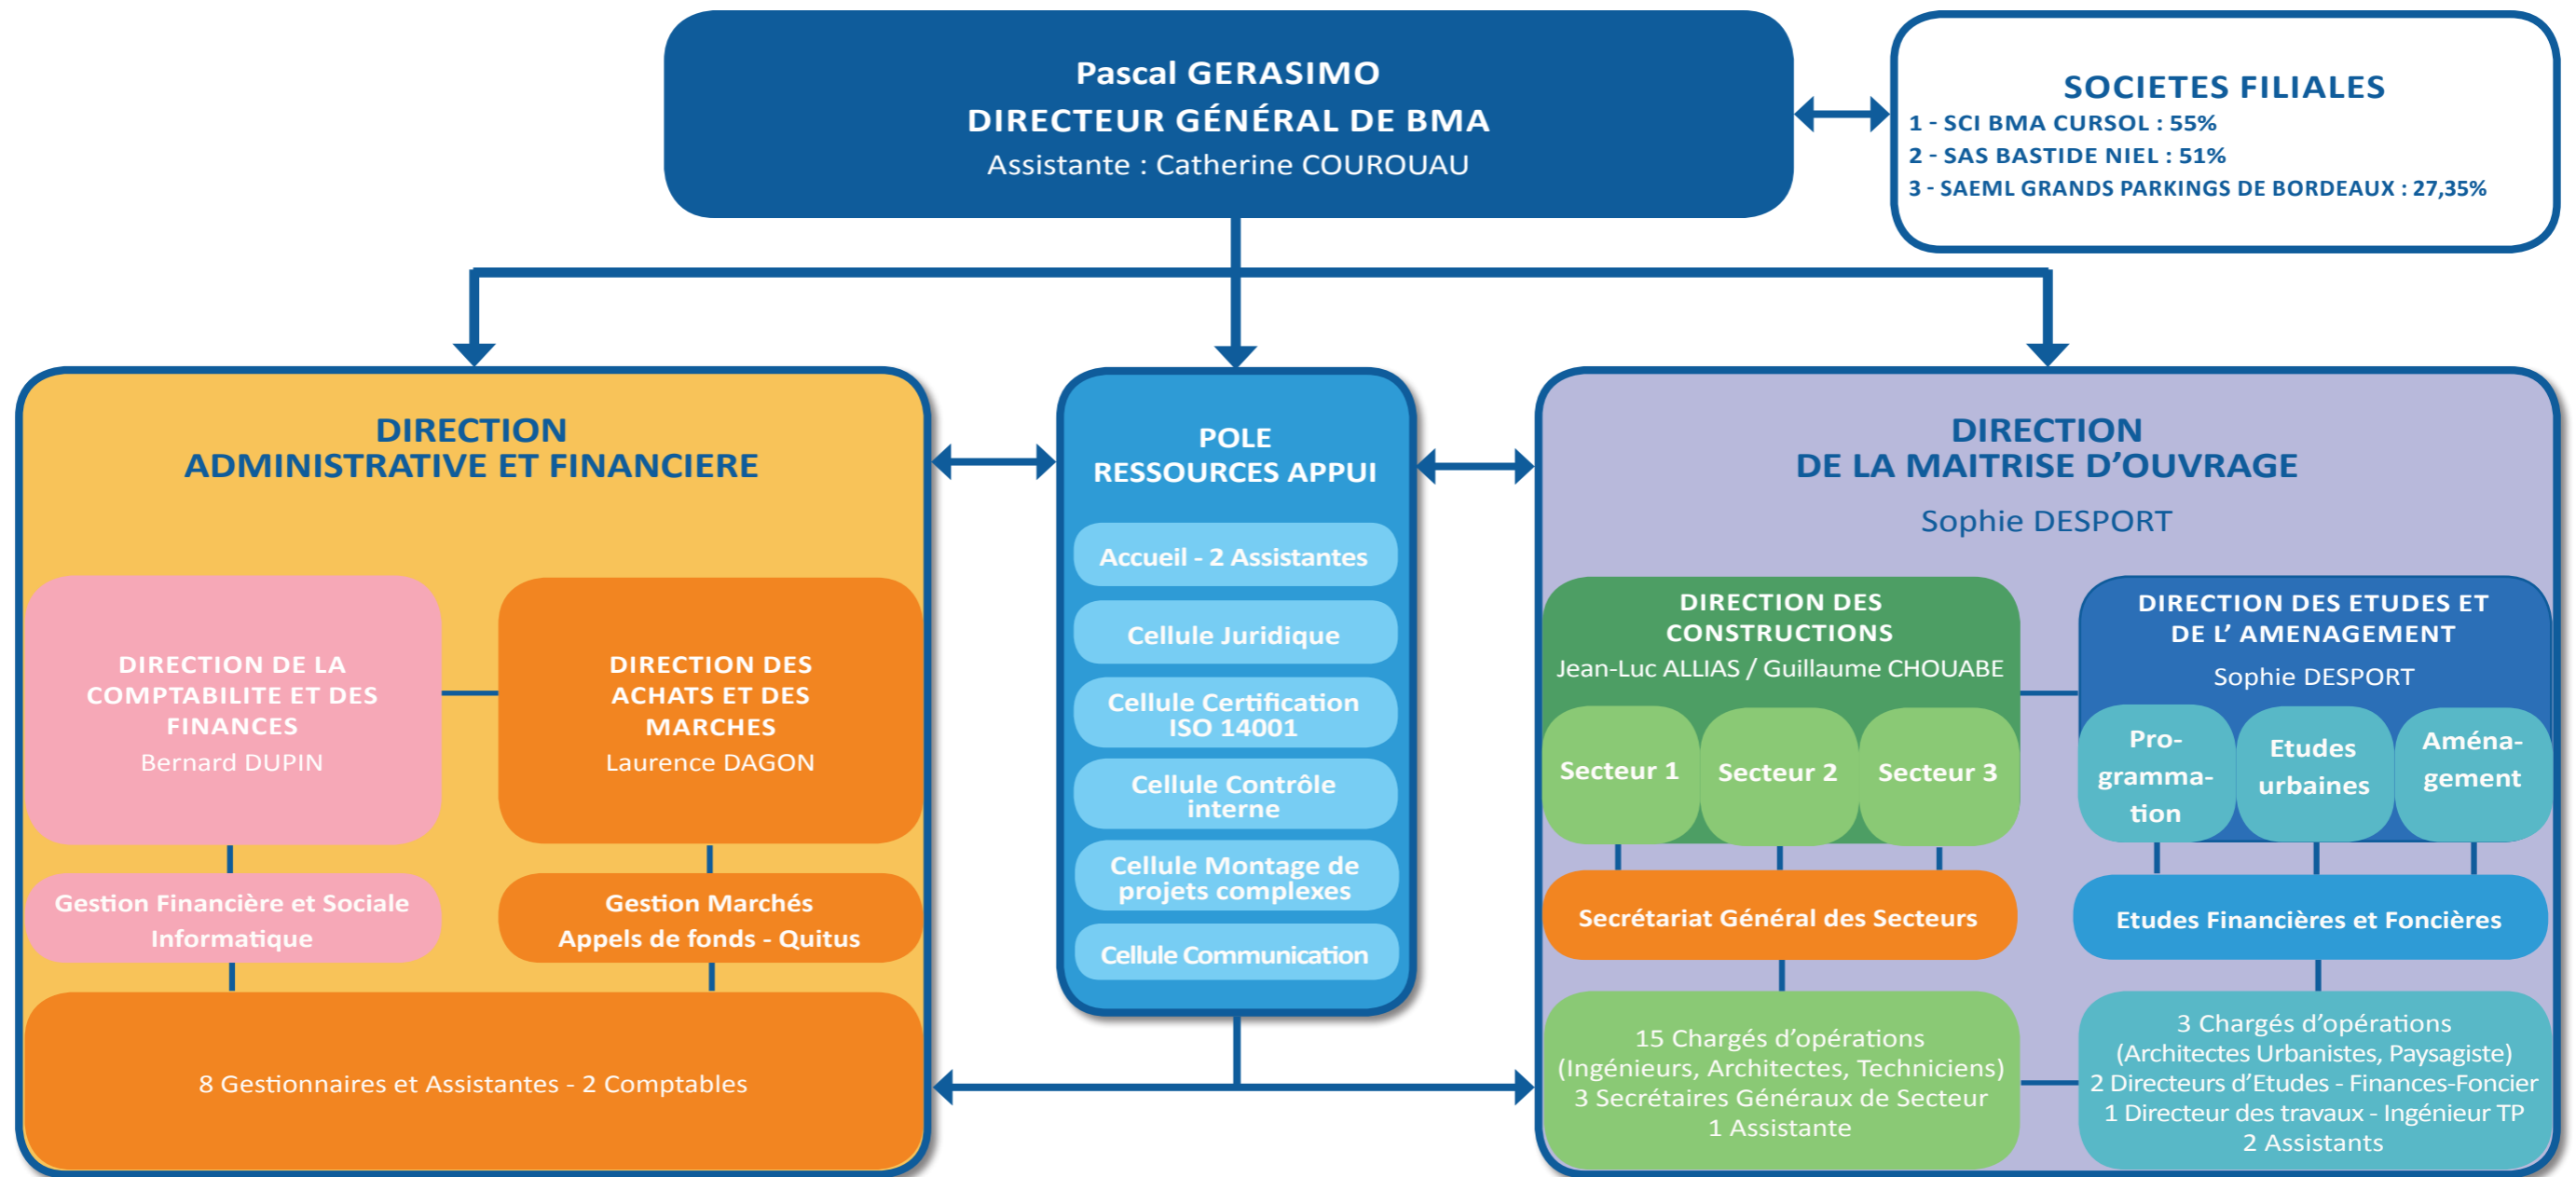 Pascal GERASIMO
DIRECTEUR GÉNÉRAL DE BMA
Assistante : Catherine COUROUAU
SOCIETES FILIALES
1 - SCI BMA CURSOL : 55%
2 - SAS BASTIDE NIEL : 51%
3 - SAEML GRANDS PARKINGS DE BORDEAUX : 27,35%
DIRECTION
ADMINISTRATIVE ET FINANCIERE
DIRECTION DE LA
COMPTABILITE ET DES
FINANCES
Bernard DUPIN
DIRECTION DES
ACHATS ET DES
MARCHES
Laurence DAGON
Gestion Financière et Sociale
Informatique
Gestion Marchés
Appels de fonds - Quitus
8 Gestionnaires et Assistantes - 2 Comptables
POLE
RESSOURCES APPUI
Accueil - 2 Assistantes
Cellule Juridique
Cellule Certification
ISO 14001
Cellule Contrôle
interne
Cellule Montage de
projets complexes
Cellule Communication
DIRECTION
DE LA MAITRISE D’OUVRAGE
Sophie DESPORT
DIRECTION DES
CONSTRUCTIONS
Jean-Luc ALLIAS / Guillaume CHOUABE
Secteur 1
Secteur 2
Secteur 3
Secrétariat Général des Secteurs
15 Chargés d’opérations
(Ingénieurs, Architectes, Techniciens)
3 Secrétaires Généraux de Secteur
1 Assistante
DIRECTION DES ETUDES ET
DE L’ AMENAGEMENT
Sophie DESPORT
Pro-
gramma-
tion
Etudes
urbaines
Aména-
gement
Etudes Financières et Foncières
3 Chargés d’opérations
(Architectes Urbanistes, Paysagiste)
2 Directeurs d’Etudes - Finances-Foncier
1 Directeur des travaux - Ingénieur TP
2 Assistants